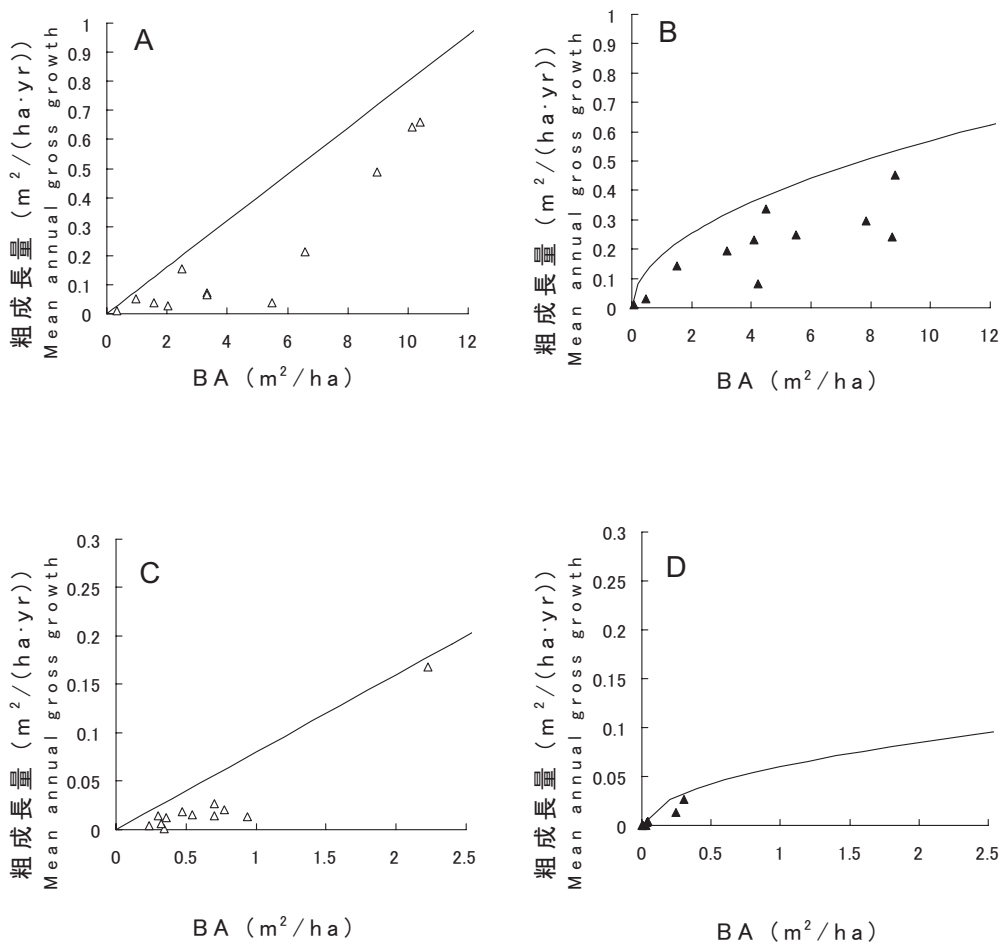 A
粗成長量 (m²/(ha·yr))
Mean annual gross growth
1
0.9
0.8
0.7
0.6
0.5
0.4
0.3
0.2
0.1
0
0 2 4 6 8 10 12
BA (m²/ha)
B
粗成長量 (m²/(ha·yr))
Mean annual gross growth
1
0.9
0.8
0.7
0.6
0.5
0.4
0.3
0.2
0.1
0
0 2 4 6 8 10 12
BA (m²/ha)
C
粗成長量 (m²/(ha·yr))
Mean annual gross growth
0.3
0.25
0.2
0.15
0.1
0.05
0
0 0.5 1 1.5 2 2.5
BA (m²/ha)
D
粗成長量 (m²/(ha·yr))
Mean annual gross growth
0.3
0.25
0.2
0.15
0.1
0.05
0
0 0.5 1 1.5 2 2.5
BA (m²/ha)